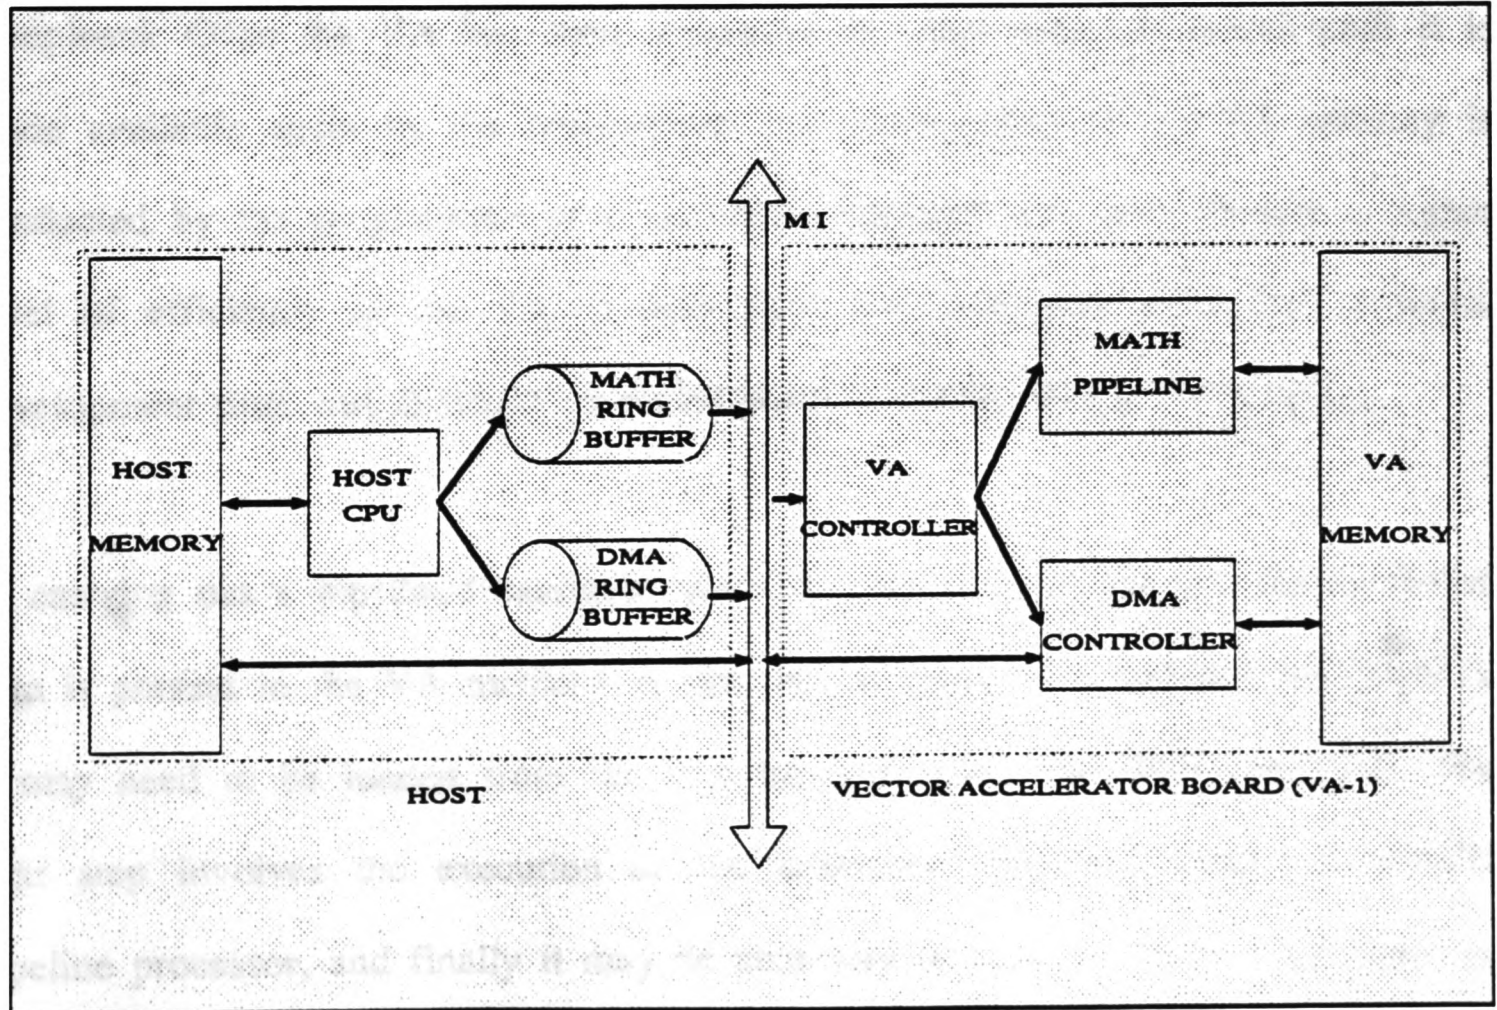 M I
HOST
MEMORY
HOST
CPU
MATH
RING
BUFFER
DMA
RING
BUFFER
VA
CONTROLLER
MATH
PIPELINE
DMA
CONTROLLER
VA
MEMORY
HOST
VECTOR ACCELERATOR BOARD (VA-1)